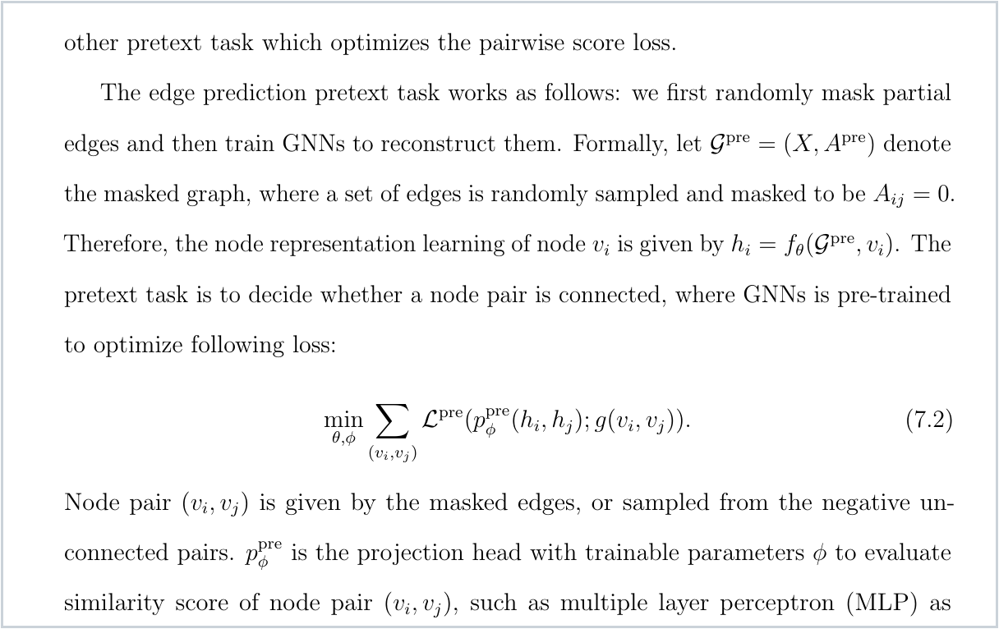 other pretext task which optimizes the pairwise score loss.
The edge prediction pretext task works as follows: we first randomly mask partial
edges and then train GNNs to reconstruct them. Formally, let $\mathcal{G}^{\text{pre}} = (X, A^{\text{pre}})$ denote
the masked graph, where a set of edges is randomly sampled and masked to be $A_{ij} = 0$.
Therefore, the node representation learning of node $v_i$ is given by $h_i = f_\theta(\mathcal{G}^{\text{pre}}, v_i)$. The
pretext task is to decide whether a node pair is connected, where GNNs is pre-trained
to optimize following loss:
$\min_{\theta,\phi} \sum_{(v_i,v_j)} \mathcal{L}^{\text{pre}}(p_\phi^{\text{pre}}(h_i, h_j); g(v_i, v_j)).$ (7.2)
Node pair $(v_i, v_j)$ is given by the masked edges, or sampled from the negative un-
connected pairs. $p_\phi^{\text{pre}}$ is the projection head with trainable parameters $\phi$ to evaluate
similarity score of node pair $(v_i, v_j)$, such as multiple layer perceptron (MLP) as